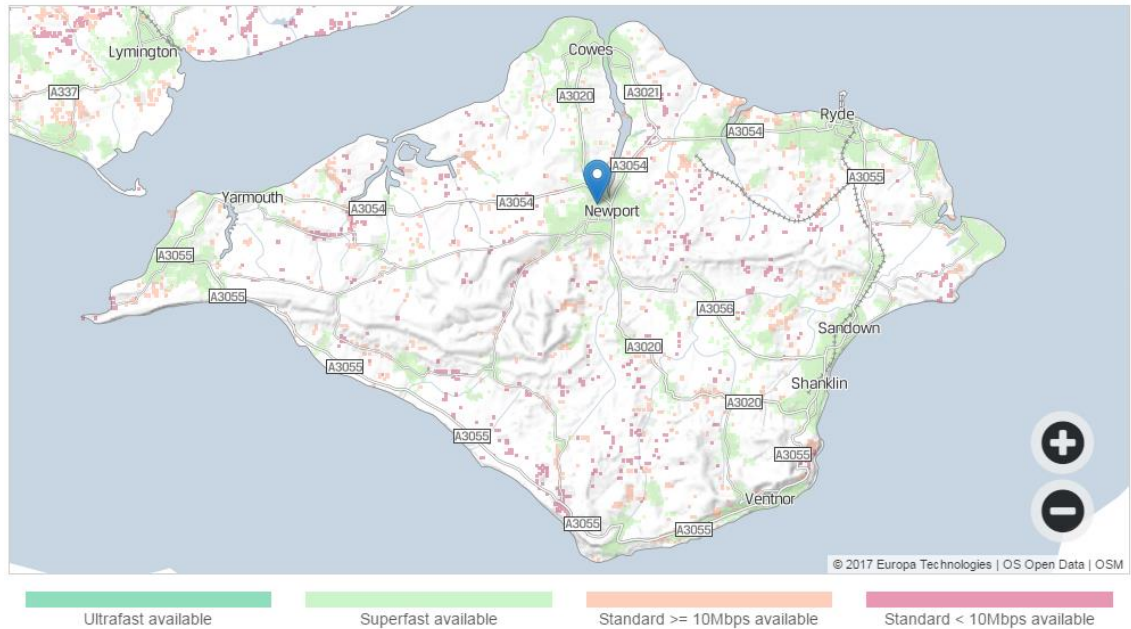 Cowes
Lymington
A337
A3020
A3021
Ryde
A3054
A3054
A3055
Yarmouth
A3054
A3054
Newport
A3055
A3055
A3056
Sandown
A3020
A3055
Shanklin
A3020
A3055
A3055
Ventnor
A3055
A3055
© 2017 Europa Technologies | OS Open Data | OSM
Ultrafast available
Superfast available
Standard >= 10Mbps available
Standard < 10Mbps available